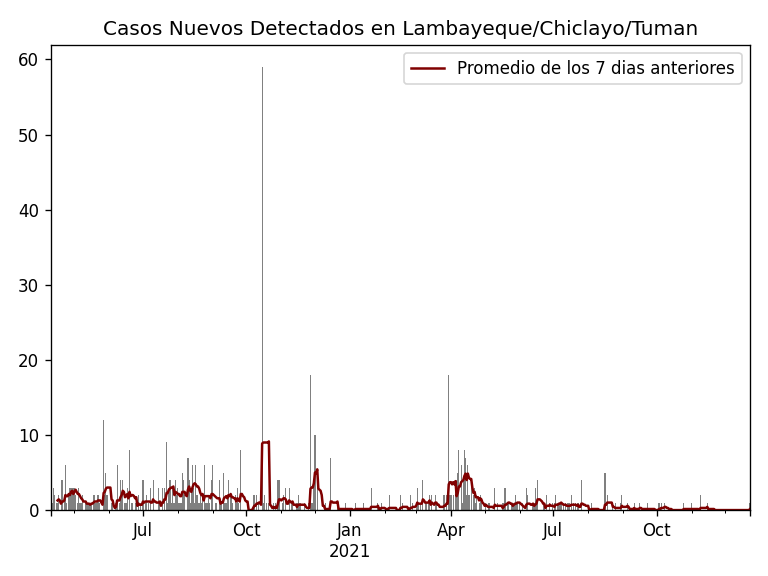 Casos Nuevos Detectados en Lambayeque/Chiclayo/Tuman
Promedio de los 7 dias anteriores
60
50
40
30
20
10
0
Jul Oct Jan Apr Jul Oct
2021